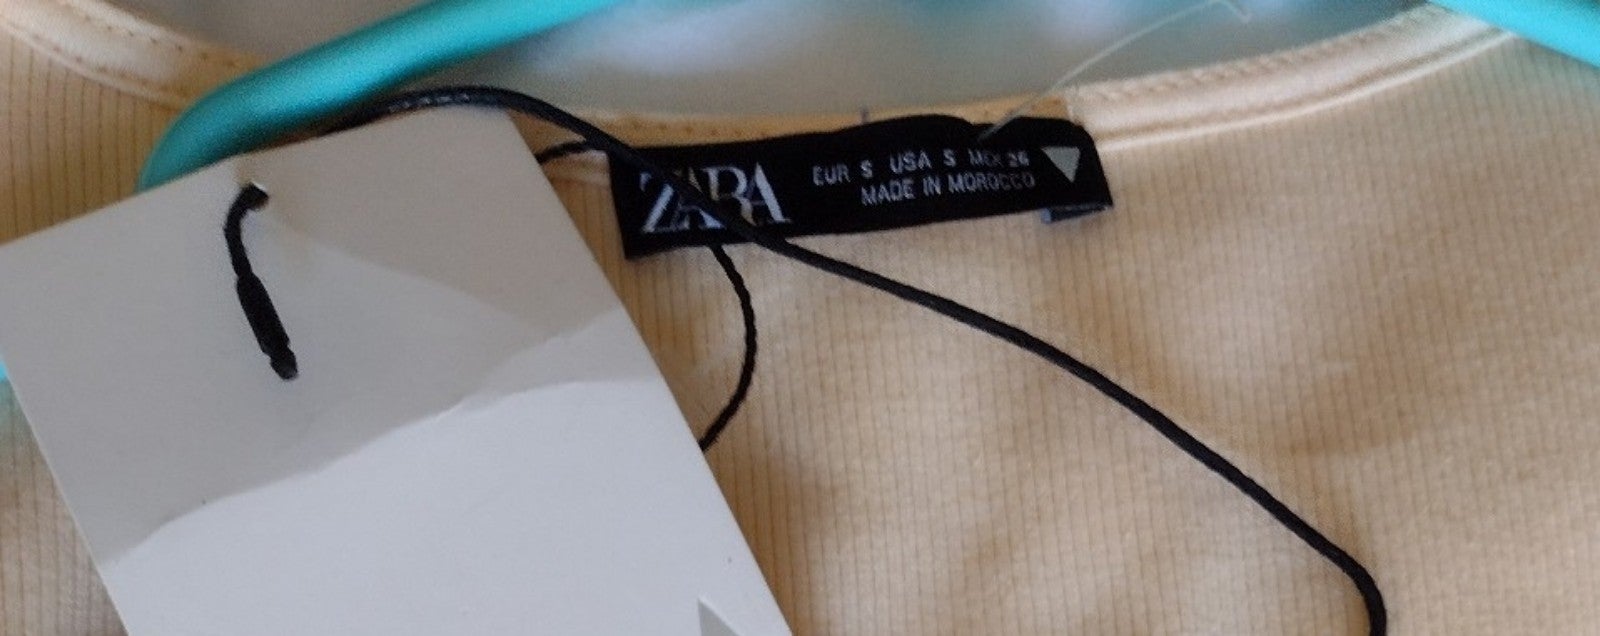 ZARA
EUR S USA S MEX 26
MADE IN MOROCCO